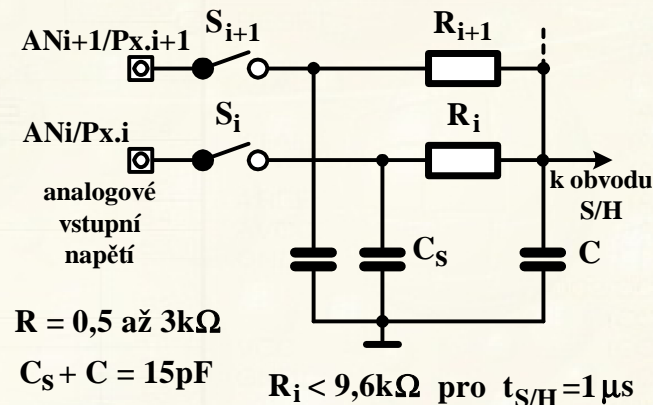 ANi+1/Px.i+1
Si+1
Ri+1
ANi/Px.i
Si
Ri
analogové
vstupní
napětí
k obvodu
S/H
Cs
C
R = 0,5 až 3kΩ
Cs + C = 15pF
Ri < 9,6kΩ pro tS/H =1µs